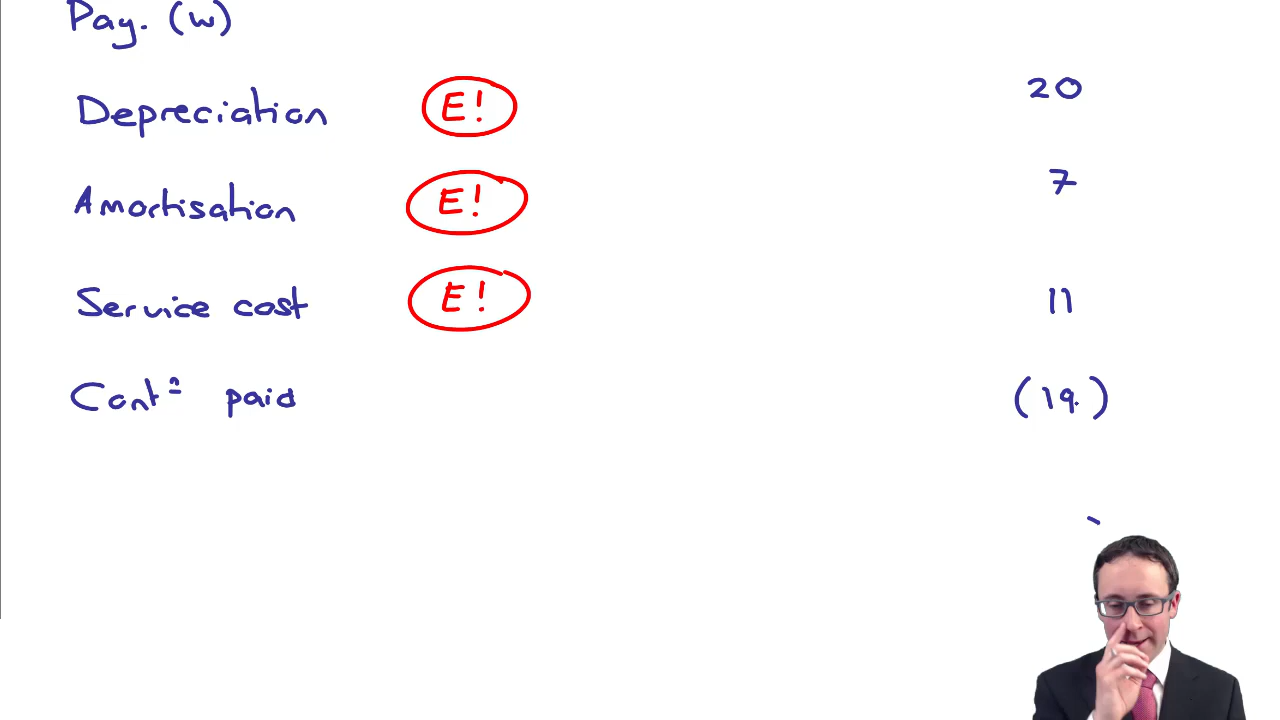 Pay. (w)
Depreciation E! 20
Amortisation E! 7
Service cost E! 11
Contⁿ paid (19)